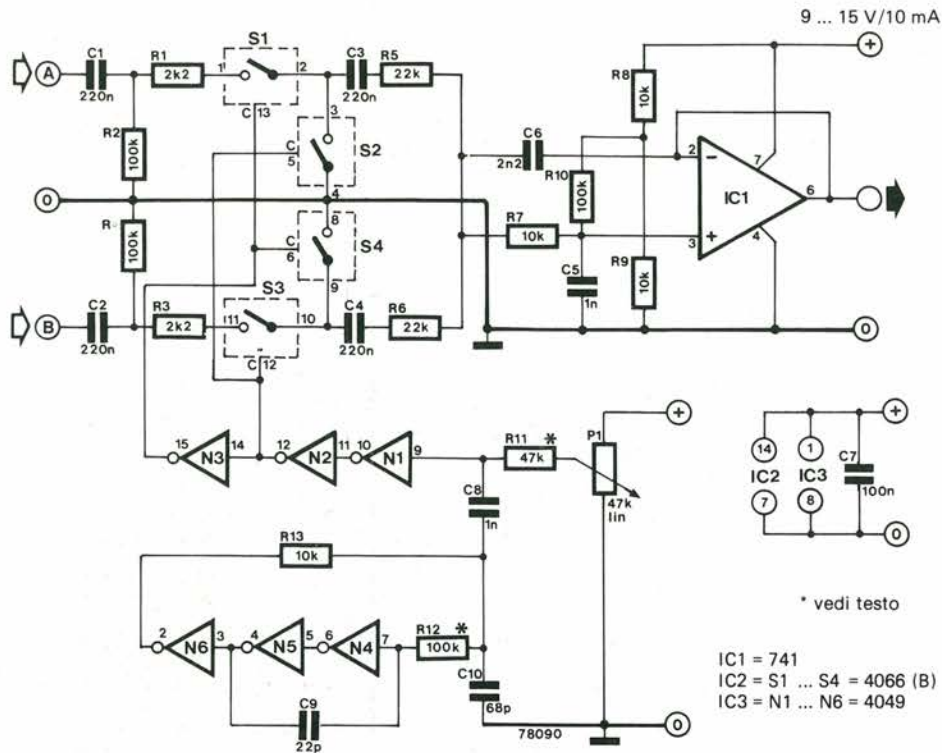 9 ... 15 V/10 mA
+
S1
A
C1
220n
R1
2k2
1
2
C3
220n
R5
22k
R8
10k
C 13
3
R2
100k
C
5
S2
4
C6
2n2
R10
100k
2
−
7
IC1
6
0
8
R
100k
C
6
S4
9
R7
10k
3
+
4
C5
1n
R9
10k
S3
B
C2
220n
R3
2k2
11
10
C4
220n
R6
22k
0
C 12
15
N3
14
12
N2
11
10
N1
9
R11
*
47k
P1
+
47k
lin
C8
1n
14
IC2
7
1
IC3
8
C7
100n
+
0
R13
10k
* vedi testo
2
N6
3
4
N5
5
6
N4
7
R12
*
100k
C10
68p
C9
22p
78090
0
IC1 = 741
IC2 = S1 ... S4 = 4066 (B)
IC3 = N1 ... N6 = 4049